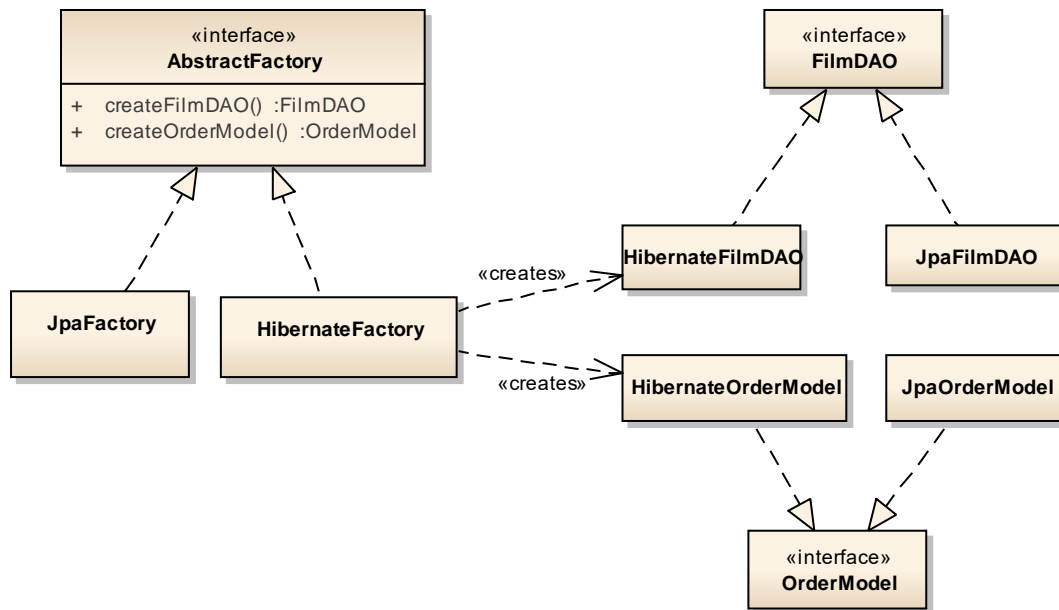 «interface»
AbstractFactory
+ createFilmDAO() :FilmDAO
+ createOrderModel() :OrderModel
«interface»
FilmDAO
HibernateFilmDAO
JpaFilmDAO
«creates»
JpaFactory
HibernateFactory
«creates»
HibernateOrderModel
JpaOrderModel
«interface»
OrderModel